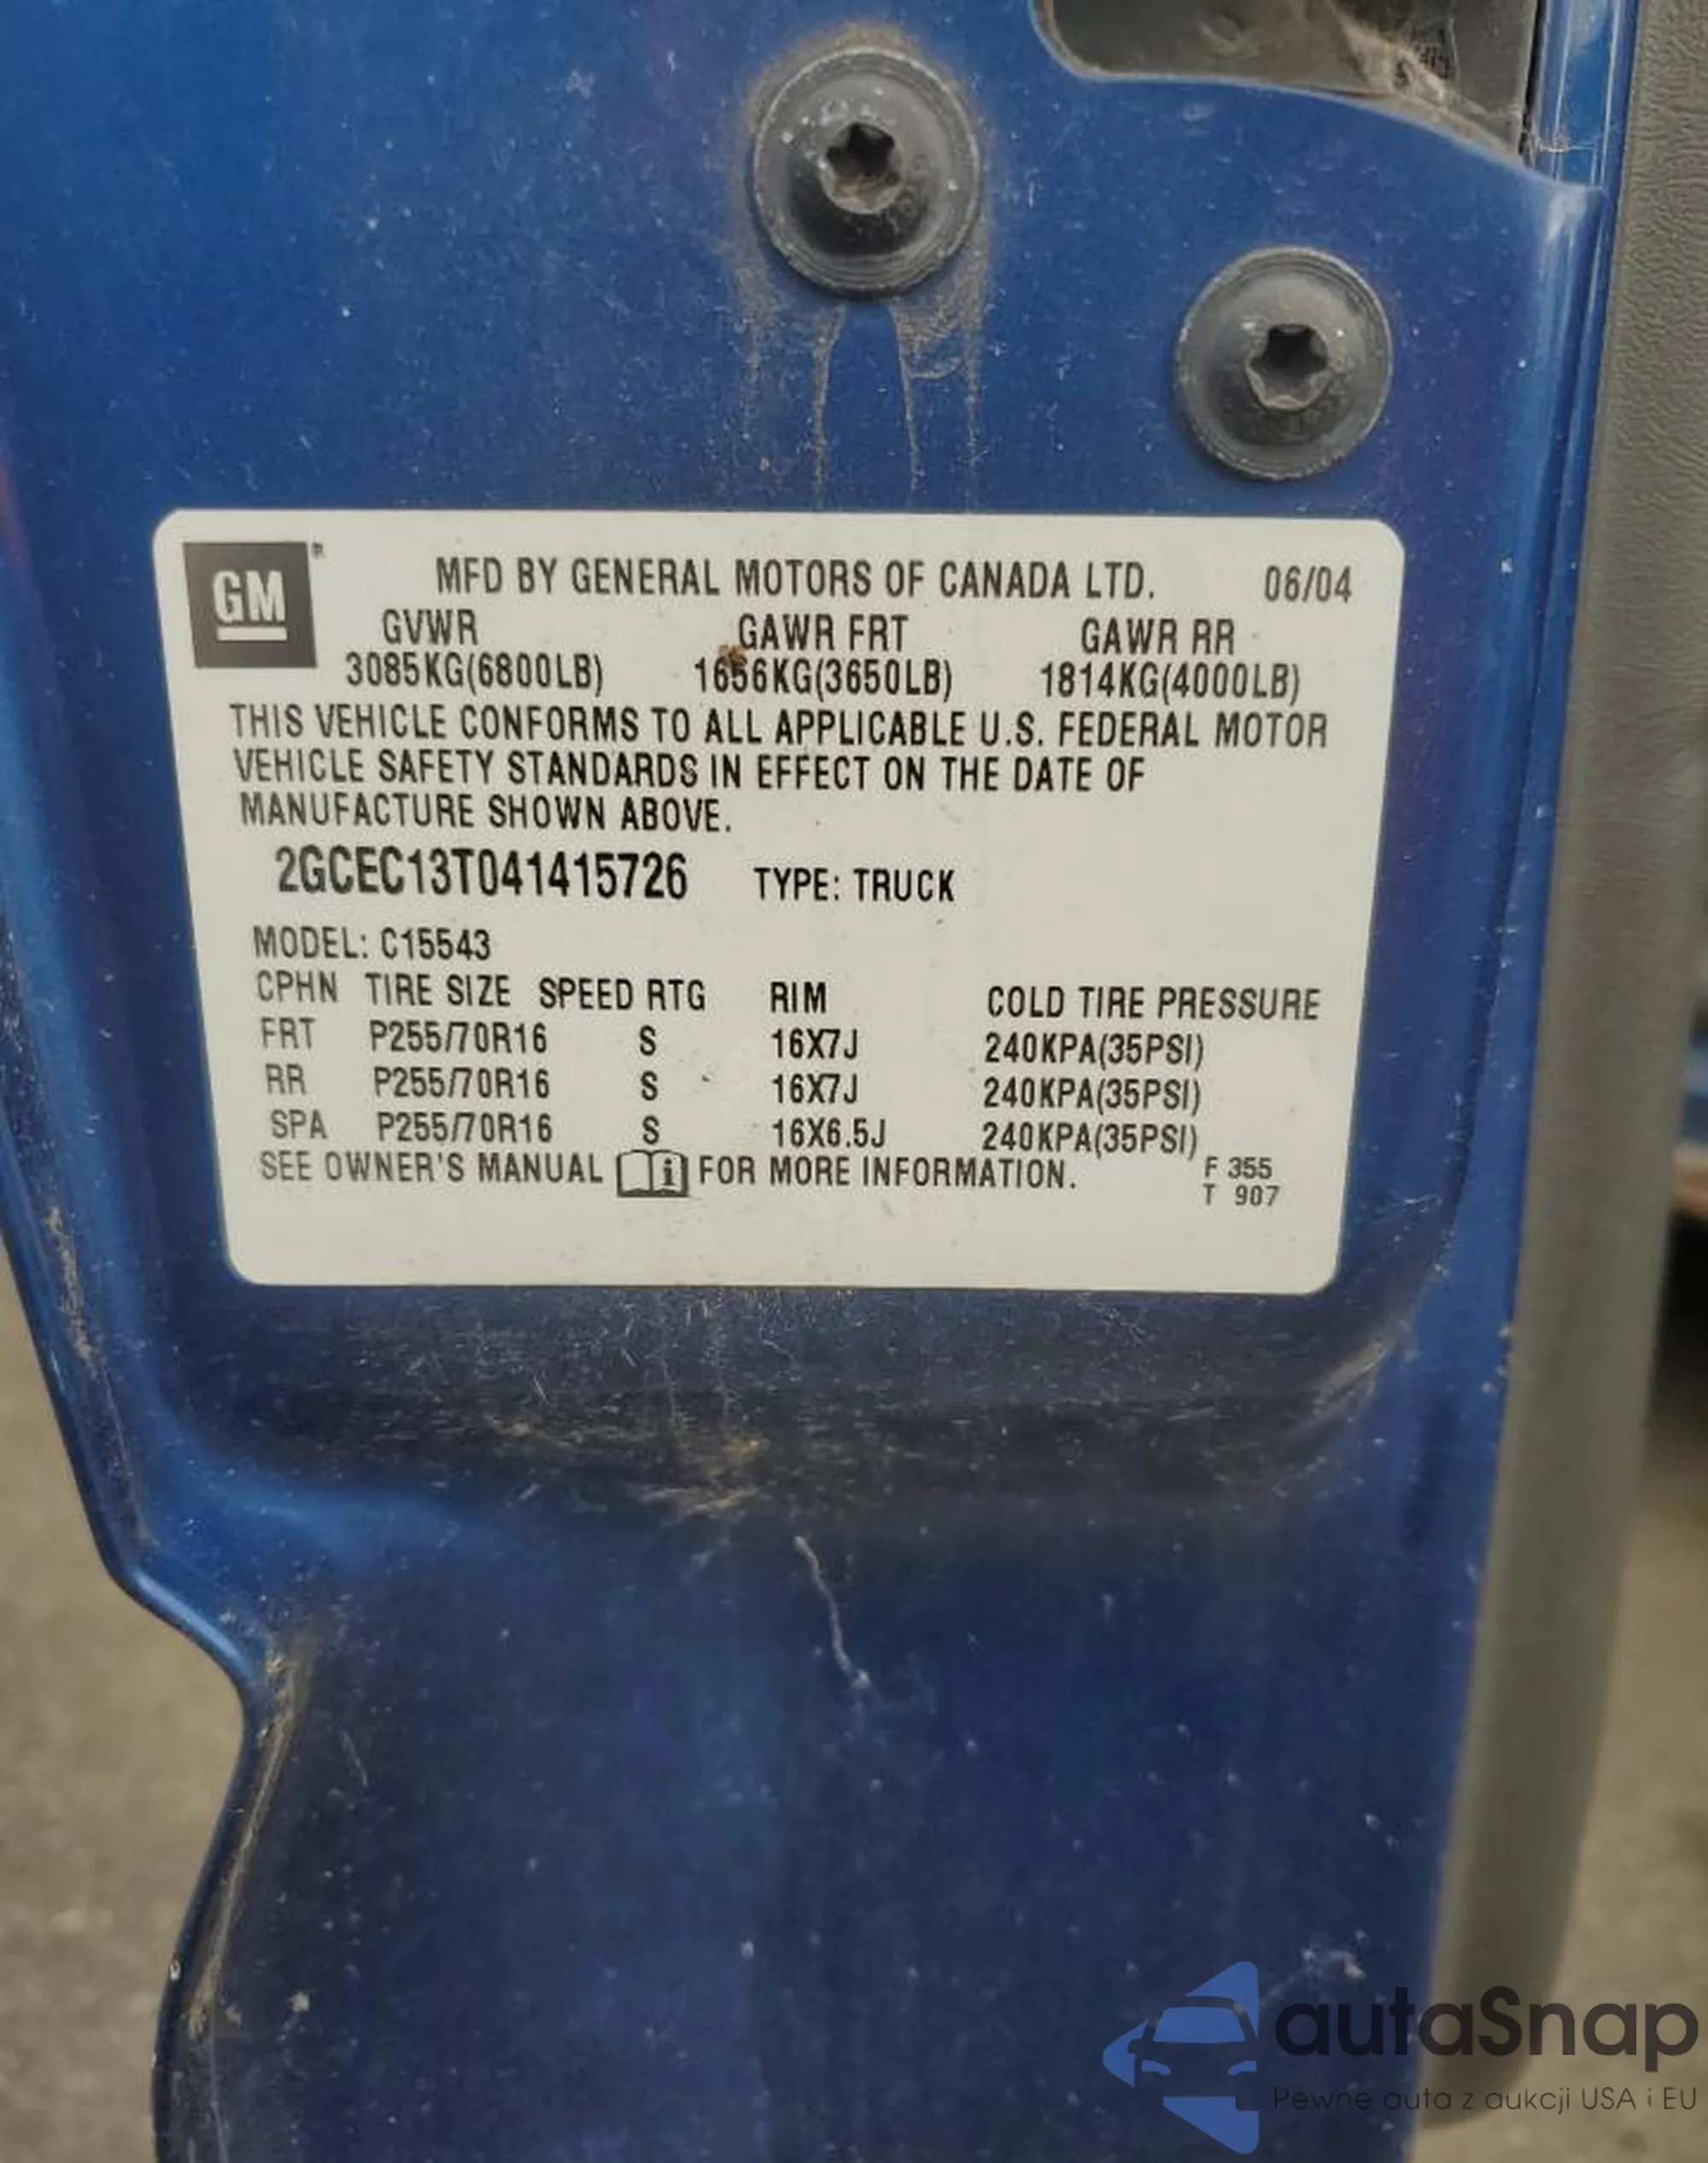 GM
MFD BY GENERAL MOTORS OF CANADA LTD. 06/04
GVWR GAWR FRT GAWR RR
3085KG(6800LB) 1656KG(3650LB) 1814KG(4000LB)
THIS VEHICLE CONFORMS TO ALL APPLICABLE U.S. FEDERAL MOTOR
VEHICLE SAFETY STANDARDS IN EFFECT ON THE DATE OF
MANUFACTURE SHOWN ABOVE.
2GCEC13T041415726 TYPE: TRUCK
MODEL: C15543
CPHN TIRE SIZE SPEED RTG RIM COLD TIRE PRESSURE
FRT P255/70R16 S 16X7J 240KPA(35PSI)
RR P255/70R16 S 16X7J 240KPA(35PSI)
SPA P255/70R16 S 16X6.5J 240KPA(35PSI)
SEE OWNER'S MANUAL i FOR MORE INFORMATION. F 355
T 907
autaSnap
Pewne auta z aukcji USA i EU